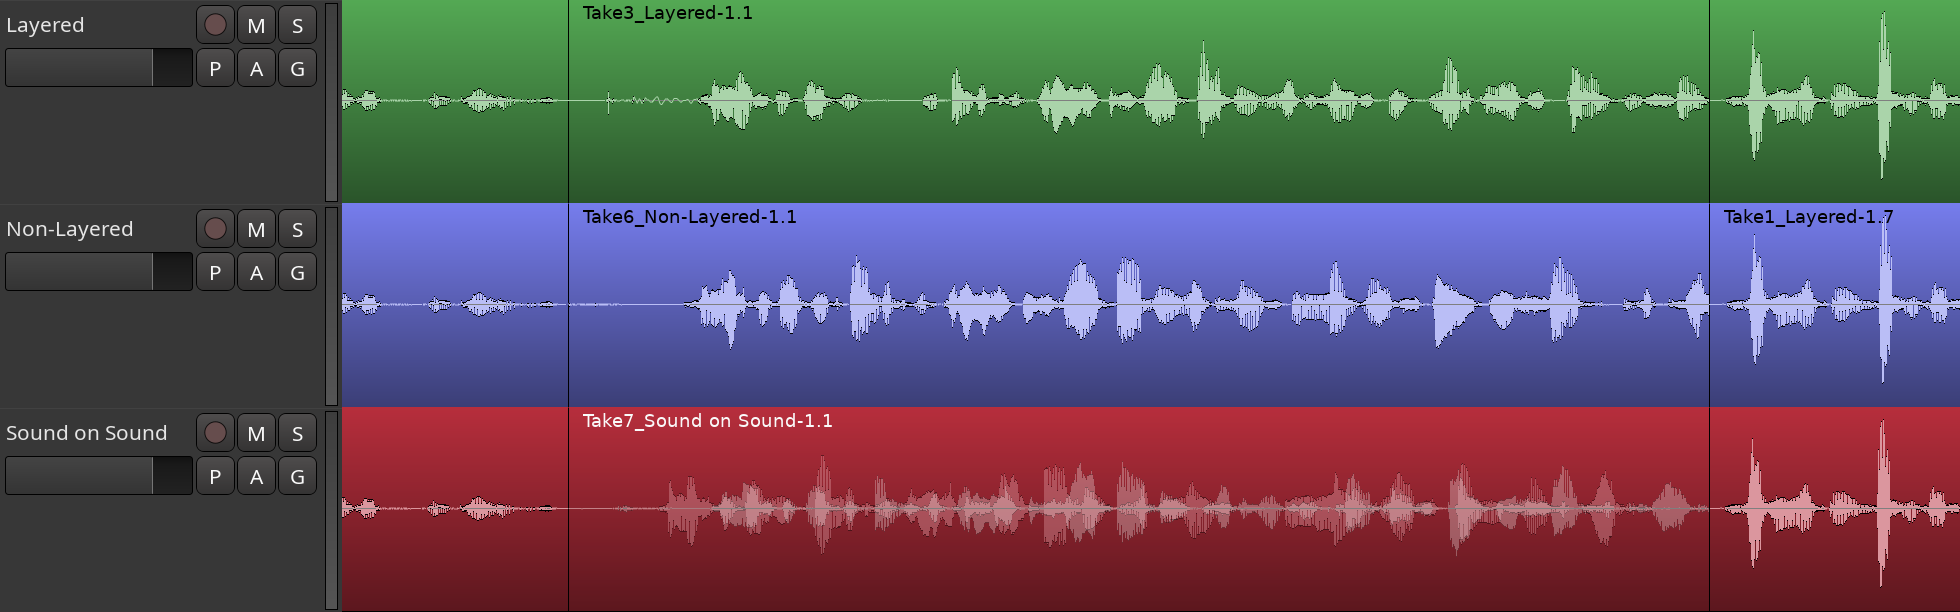 Layered M S
P A G
Take3_Layered-1.1
Non-Layered M S
P A G
Take6_Non-Layered-1.1
Take1_Layered-1.7
Sound on Sound M S
P A G
Take7_Sound on Sound-1.1